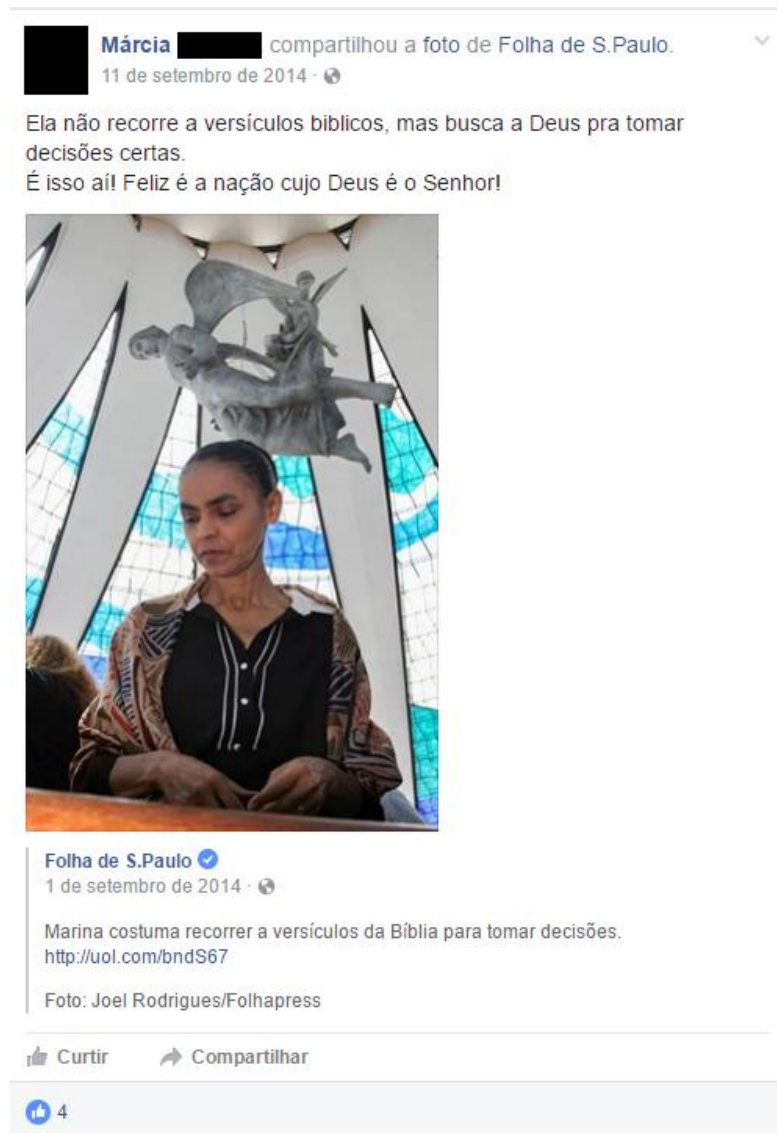 Márcia compartilhou a foto de Folha de S.Paulo.
11 de setembro de 2014 ·
Ela não recorre a versículos biblicos, mas busca a Deus pra tomar
decisões certas.
É isso aí! Feliz é a nação cujo Deus é o Senhor!
Folha de S.Paulo
1 de setembro de 2014 ·
Marina costuma recorrer a versículos da Bíblia para tomar decisões.
http://uol.com/bndS67
Foto: Joel Rodrigues/Folhapress
Curtir Compartilhar
4